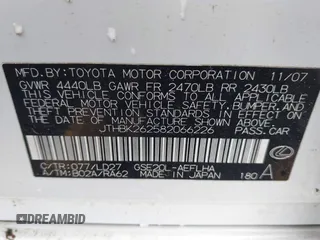 MFD.BY:TOYOTA MOTOR CORPORATION 11/07
GVWR 4440LB GAWR FR 2470LB RR 2430LB
THIS VEHICLE CONFORMS TO ALL APPLICABLE
FEDERAL MOTOR VEHICLE SAFETY, BUMPER, AND
THEFT PREVENTION STANDARDS IN EFFECT ON
THE DATE OF MANUFACTURE SHOWN ABOVE.
JTHBK262582066226 PASS.CAR
C/TR:077/LD27 GSE20L-AEFLHA
A/TM:B02A/RA62 MADE IN JAPAN 180 A
DREAMBID